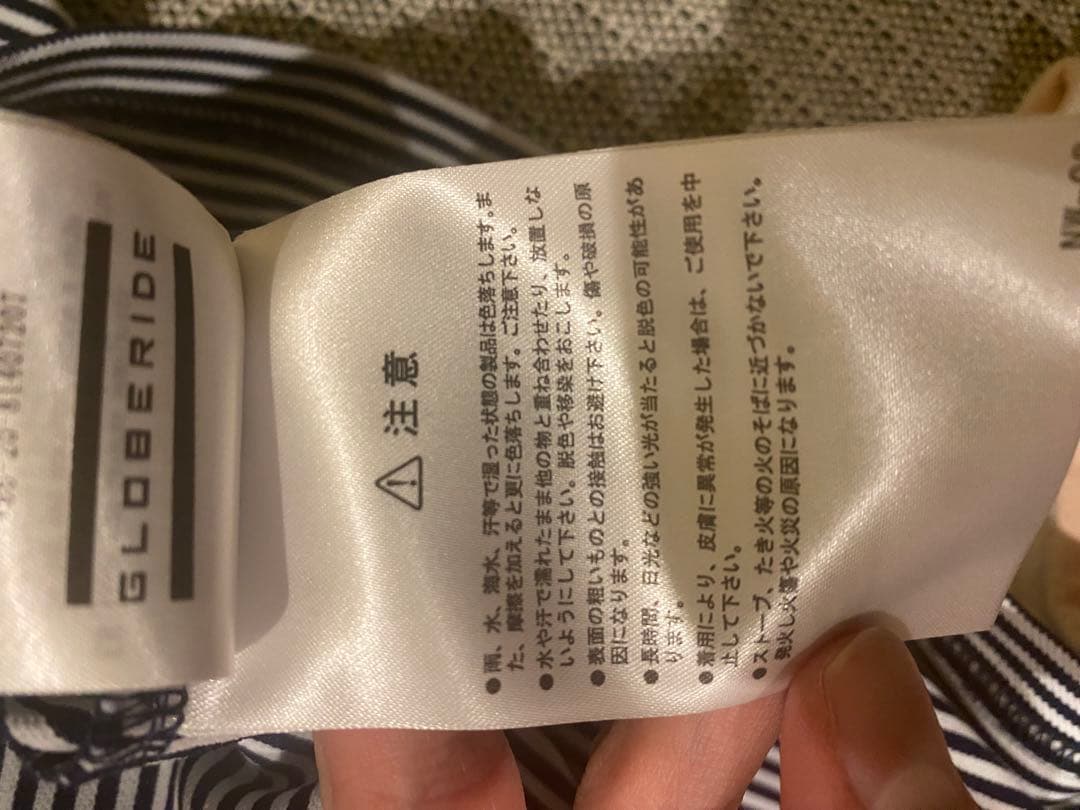 GLOBERIDE
⚠ 注意
●雨、水、海水、汗等で湿った状態の製品は色落ちします。ま
た、摩擦を加えると更に色落ちします。ご注意下さい。
●水や汗で濡れたまま他の物と重ね合わせたり、放置しな
いようにして下さい。脱色や移染をおこします。
●表面の粗いものとの接触はお避け下さい。傷や破損の原
因になります。
●長時間、日光などの強い光が当たると脱色の可能性があ
ります。
●着用により、皮膚に異常が発生した場合は、ご使用を中
止して下さい。
●ストーブ、たき火等の火のそばに近づかないで下さい。
発火し火傷や火災の原因になります。